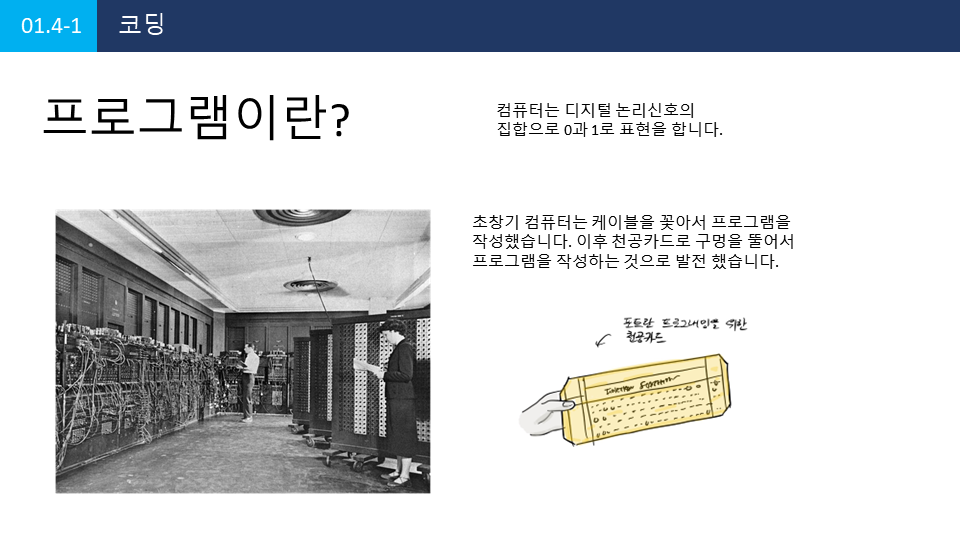 01.4-1
코딩
프로그램이란?
컴퓨터는 디지털 논리신호의
집합으로 0과 1로 표현을 합니다.
초창기 컴퓨터는 케이블을 꽂아서 프로그램을
작성했습니다. 이후 천공카드로 구멍을 뚫어서
프로그램을 작성하는 것으로 발전 했습니다.
포트란 프로그래밍을 위한
천공카드